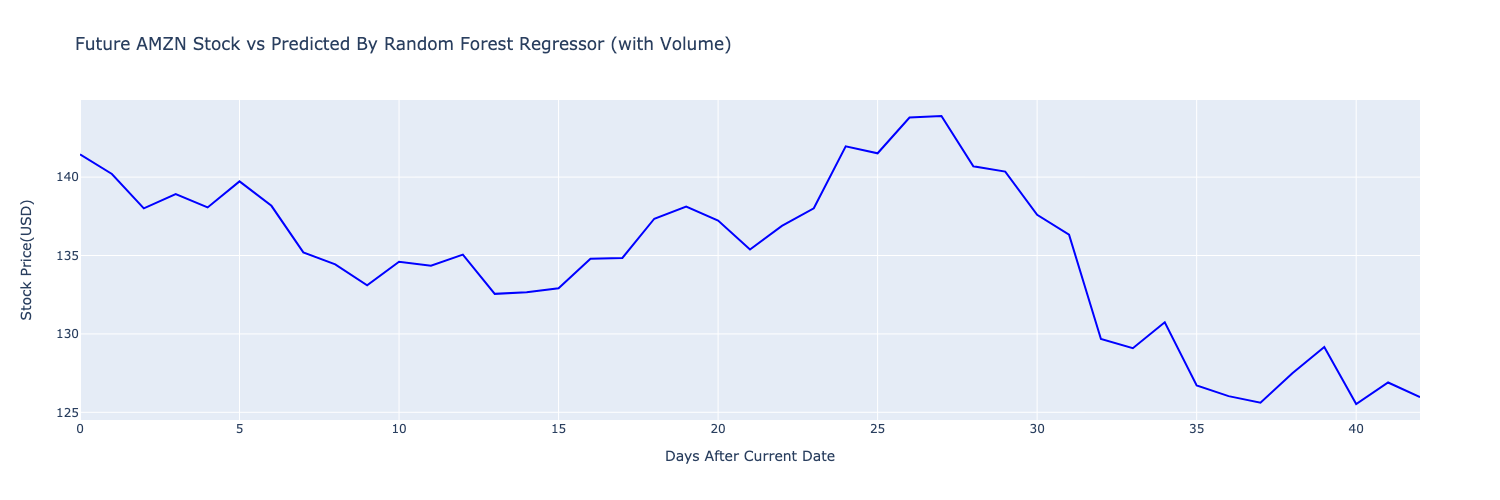 Future AMZN Stock vs Predicted By Random Forest Regressor (with Volume)
Stock Price(USD)
140
135
130
125
0 5 10 15 20 25 30 35 40
Days After Current Date